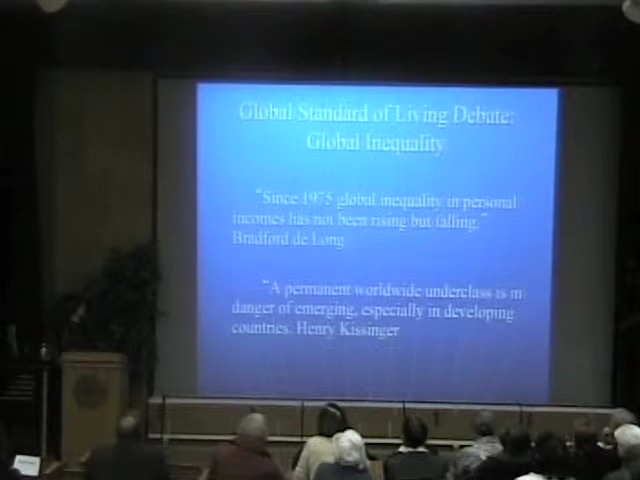 Global Standard of Living Debate:
Global Inequality
"Since 1975 global inequality in personal
incomes has not been rising but falling."
Bradford de Long
"A permanent worldwide underclass is in
danger of emerging, especially in developing
countries. Henry Kissinger